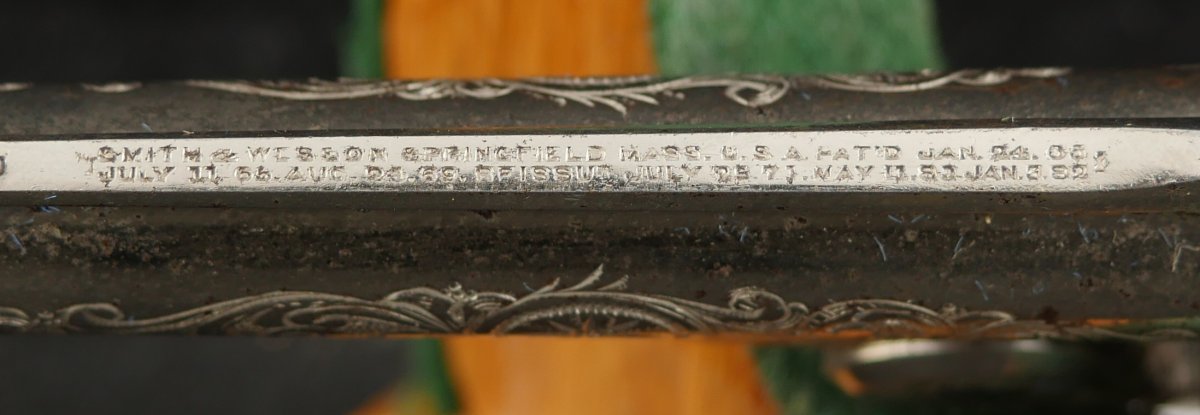 SMITH & WESSON SPRINGFIELD MASS. U.S.A. PAT'D JAN. 24. 65,
JULY 11. 65. AUG. 24. 69. REISSUE JULY 25 71. MAY 11. 83. JAN. 3 82